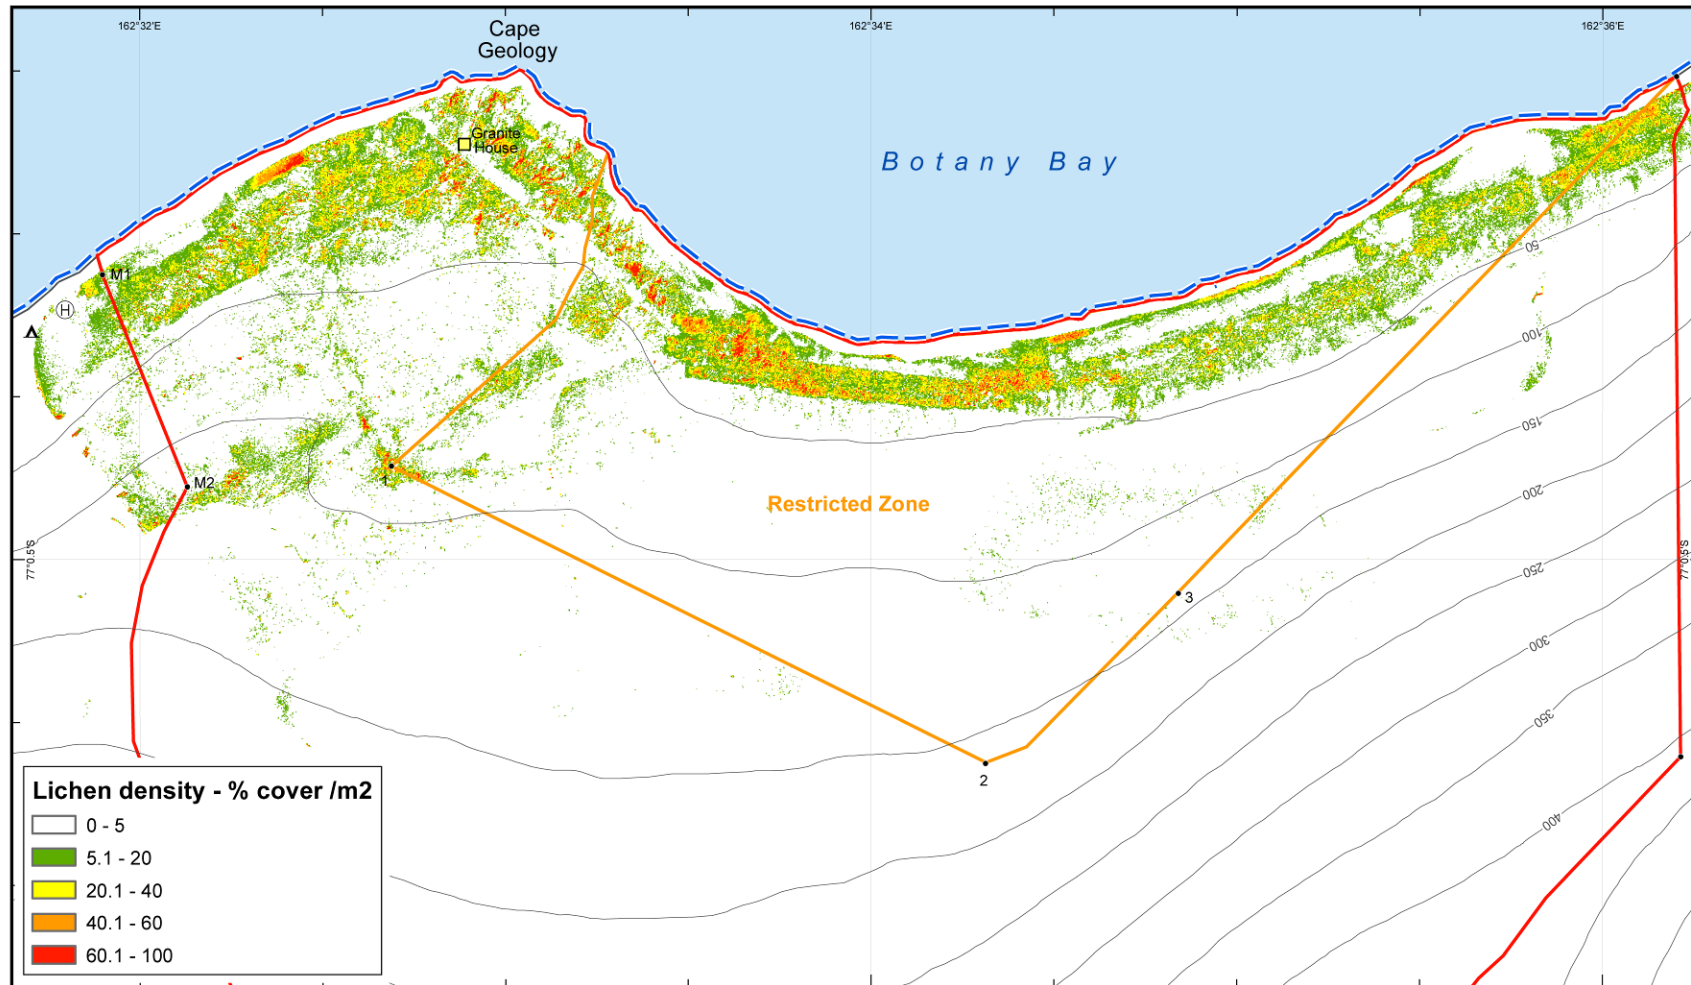 162°32'E
162°34'E
162°36'E
Cape
Geology
Granite
House
Botany Bay
M1
H
50
100
150
1
M2
Restricted Zone
200
77°0.5'S
250
77°0.5'S
3
300
350
2
400
Lichen density - % cover /m2
0 - 5
5.1 - 20
20.1 - 40
40.1 - 60
60.1 - 100